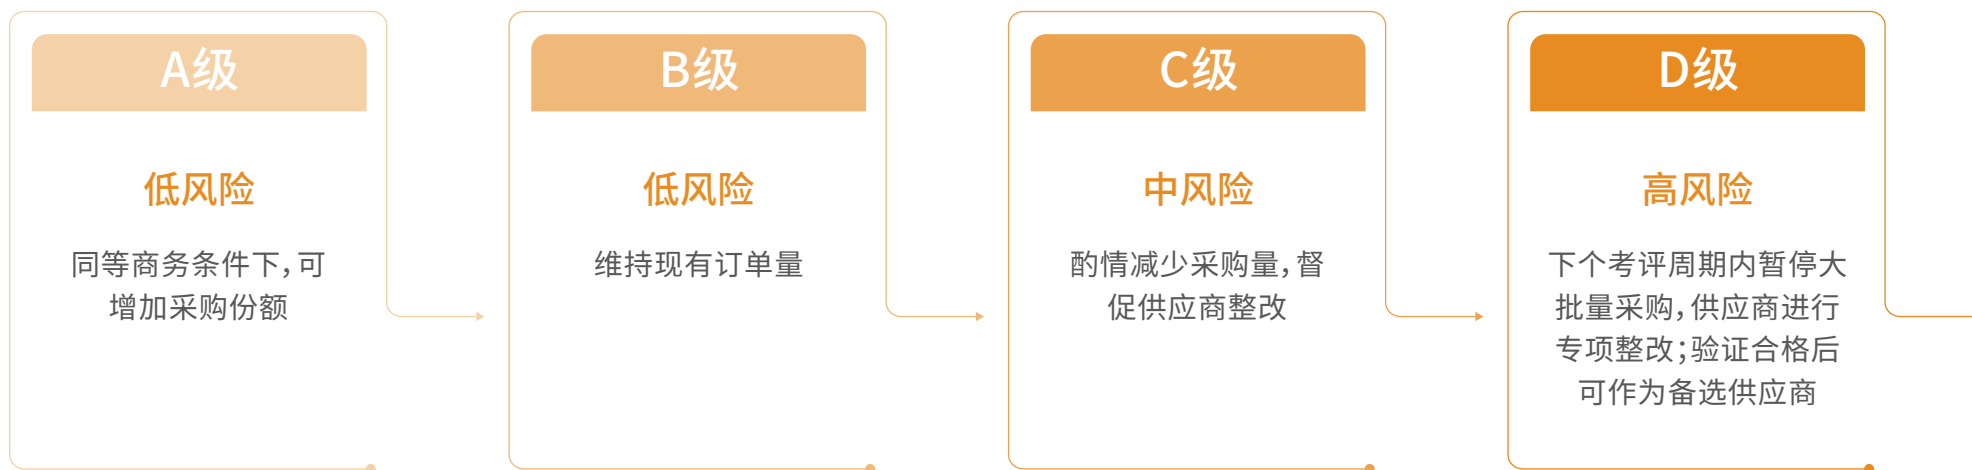 A级
低风险
同等商务条件下，可
增加采购份额
B级
低风险
维持现有订单量
C级
中风险
酌情减少采购量，督
促供应商整改
D级
高风险
下个考评周期内暂停大
批量采购，供应商进行
专项整改；验证合格后
可作为备选供应商